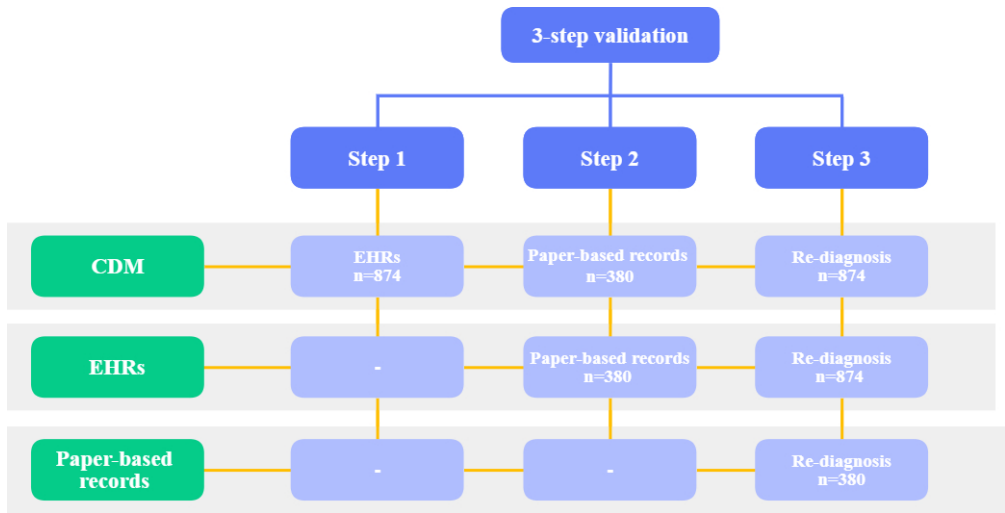 3-step validation
Step 1
Step 2
Step 3
CDM
EHRs
n=874
Paper-based records
n=380
Re-diagnosis
n=874
EHRs
-
Paper-based records
n=380
Re-diagnosis
n=874
Paper-based
records
-
-
Re-diagnosis
n=380